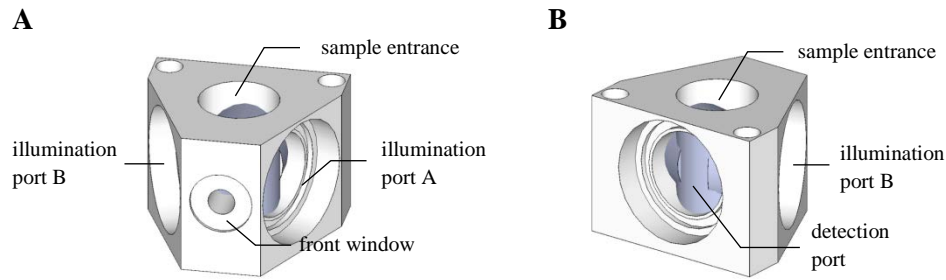 A
sample entrance
illumination
port B
illumination
port A
front window
B
sample entrance
illumination
port B
detection
port